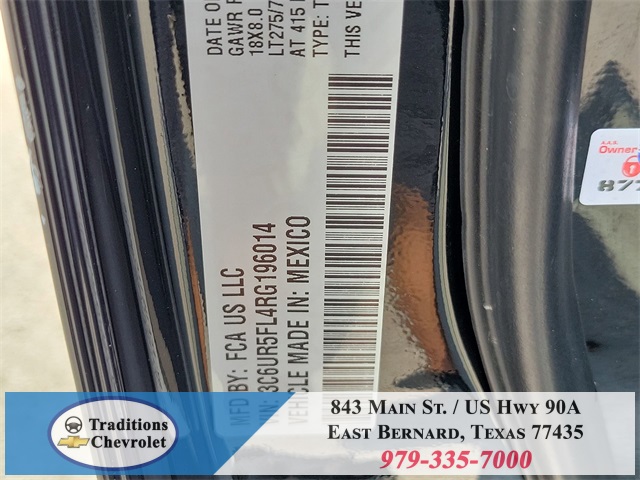 DATE OF
GAWR R
18X8.0
LT275/7
AT 415
TYPE: T
THIS VE
MFD BY: FCA US LLC
VIN: 3C6UR5FL4RG196014
VEHICLE MADE IN: MEXICO
A.A.S.
Owner
877
Traditions
Chevrolet
843 Main St. / US Hwy 90A
East Bernard, Texas 77435
979-335-7000